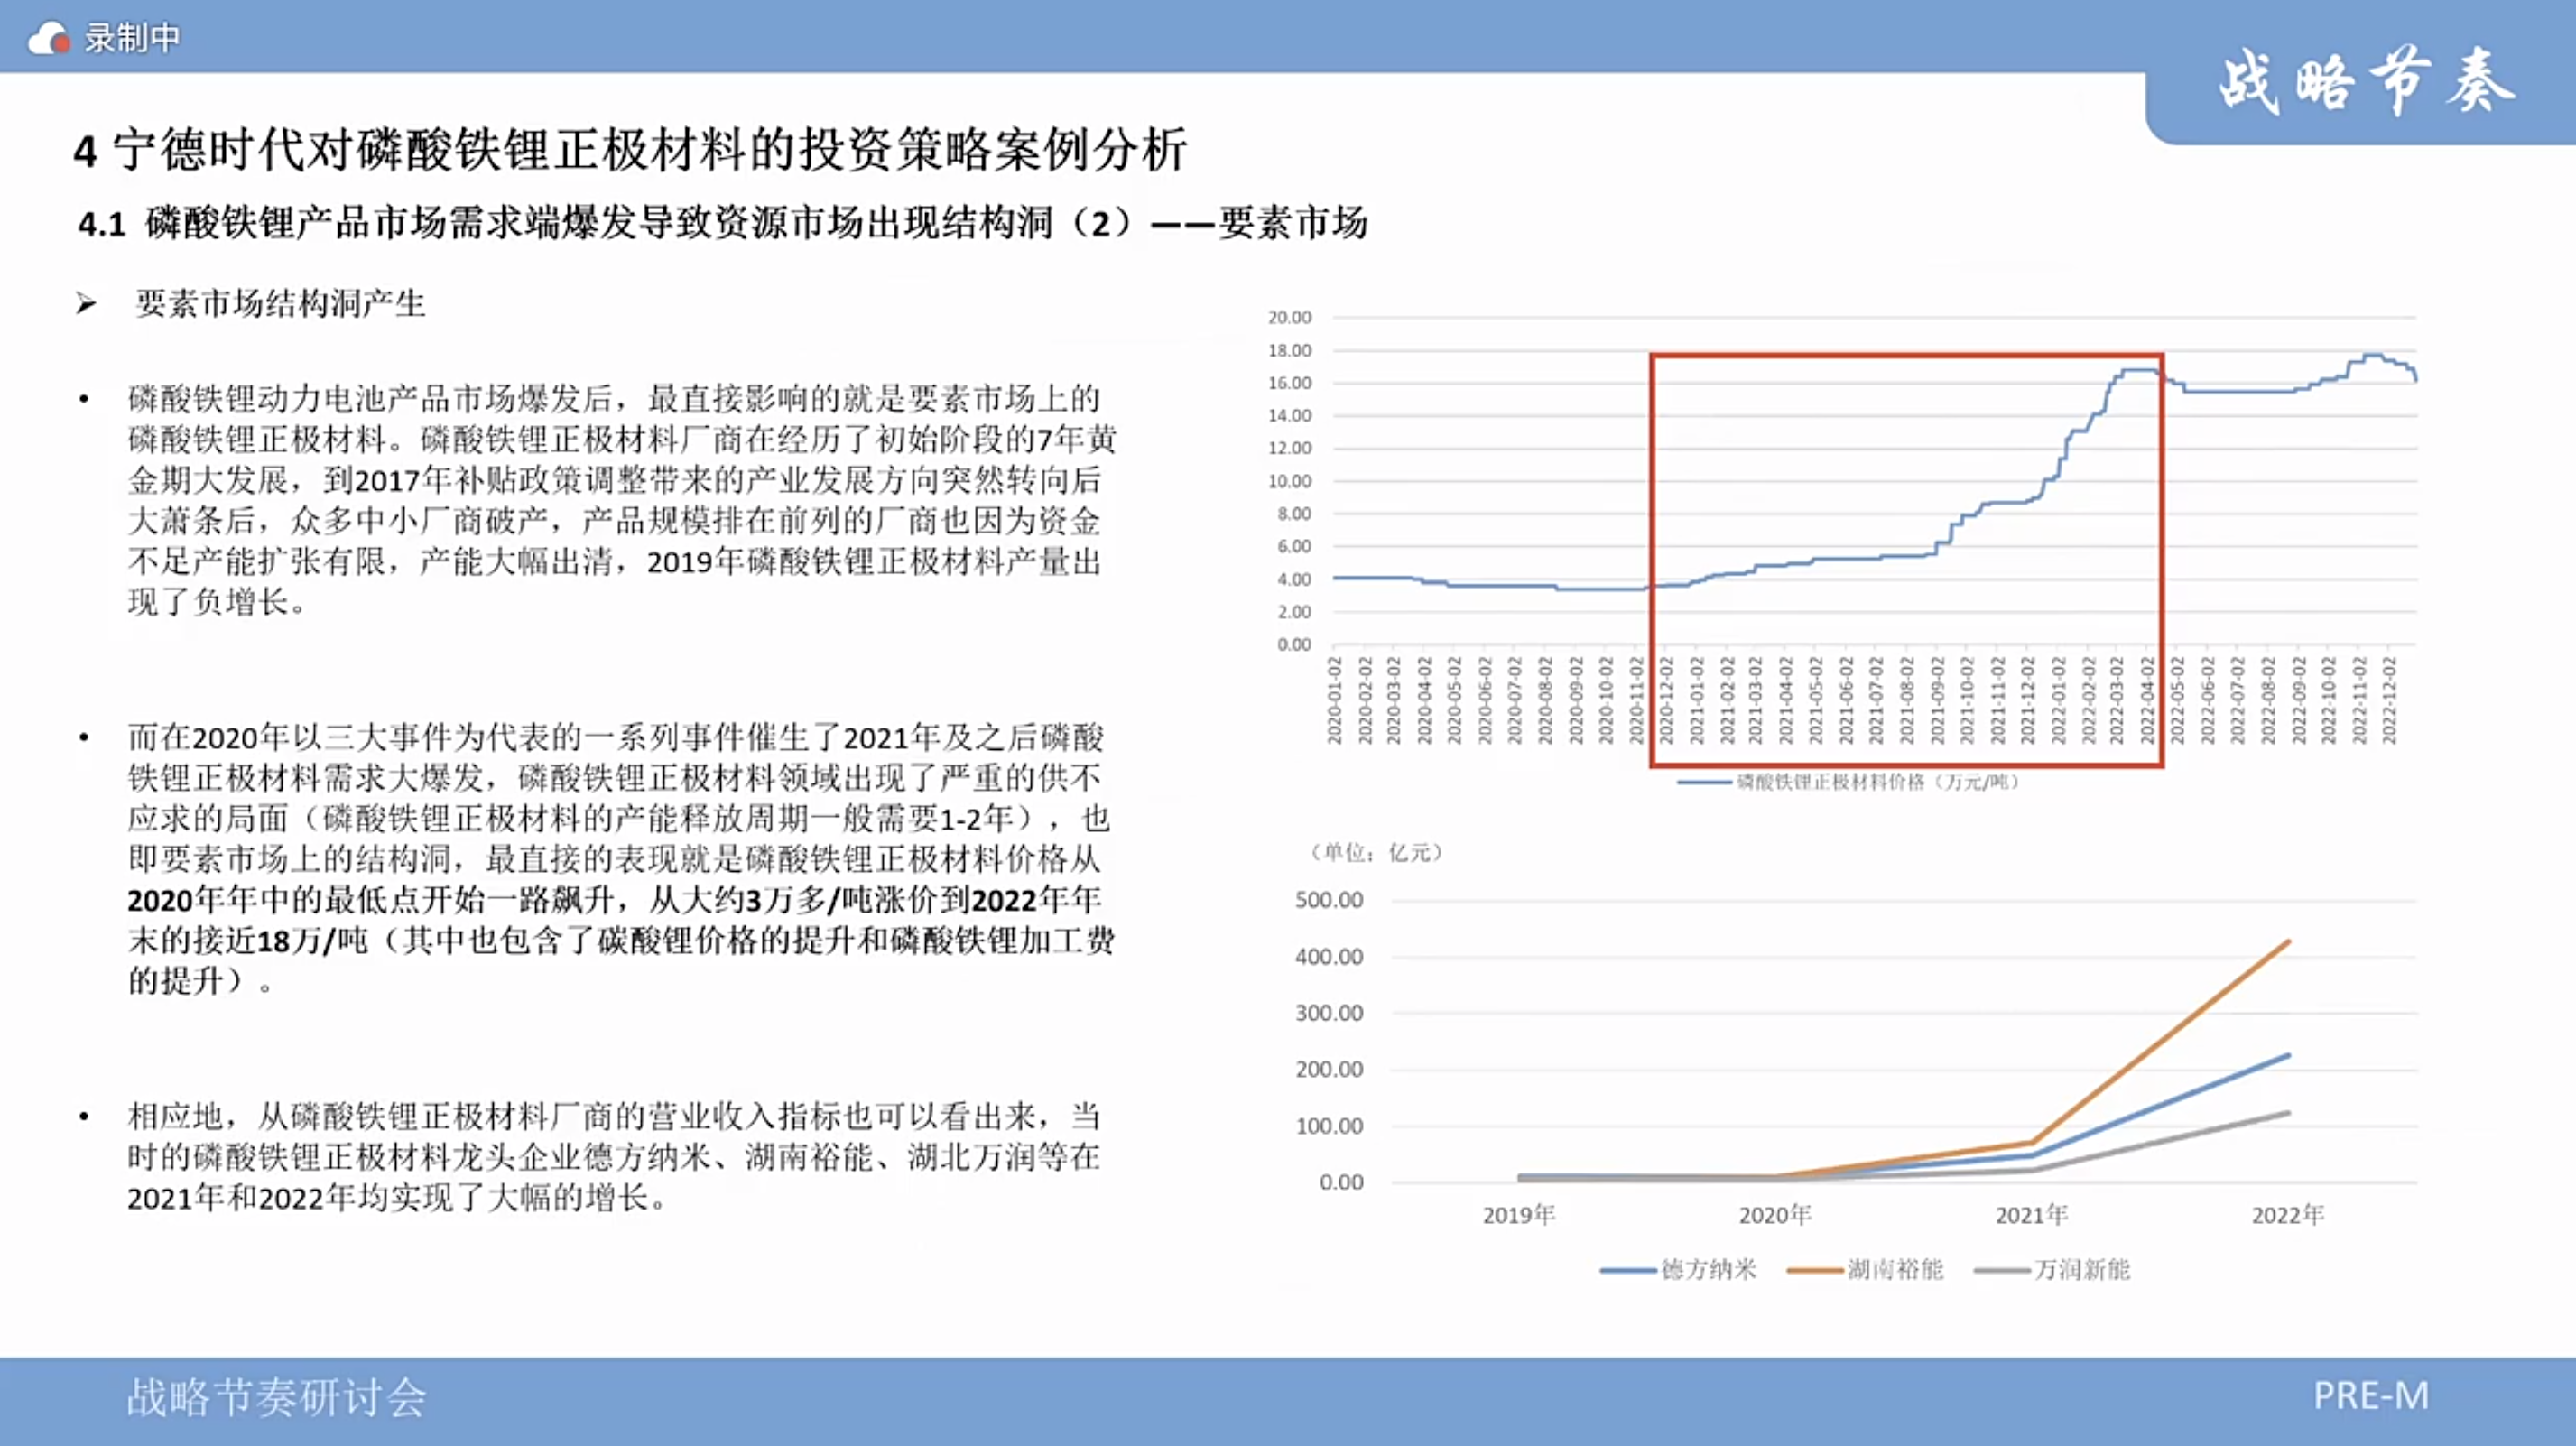 录制中
战略节奏
4 宁德时代对磷酸铁锂正极材料的投资策略案例分析
4.1 磷酸铁锂产品市场需求端爆发导致资源市场出现结构洞（2）——要素市场
➢ 要素市场结构洞产生
• 磷酸铁锂动力电池产品市场爆发后，最直接影响的就是要素市场上的
磷酸铁锂正极材料。磷酸铁锂正极材料厂商在经历了初始阶段的7年黄
金期大发展，到2017年补贴政策调整带来的产业发展方向突然转向后
大萧条后，众多中小厂商破产，产品规模排在前列的厂商也因为资金
不足产能扩张有限，产能大幅出清，2019年磷酸铁锂正极材料产量出
现了负增长。
• 而在2020年以三大事件为代表的一系列事件催生了2021年及之后磷酸
铁锂正极材料需求大爆发，磷酸铁锂正极材料领域出现了严重的供不
应求的局面（磷酸铁锂正极材料的产能释放周期一般需要1-2年），也
即要素市场上的结构洞，最直接的表现就是磷酸铁锂正极材料价格从
2020年年中的最低点开始一路飙升，从大约3万多/吨涨价到2022年年
末的接近18万/吨（其中也包含了碳酸锂价格的提升和磷酸铁锂加工费
的提升）。
• 相应地，从磷酸铁锂正极材料厂商的营业收入指标也可以看出来，当
时的磷酸铁锂正极材料龙头企业德方纳米、湖南裕能、湖北万润等在
2021年和2022年均实现了大幅的增长。
20.00
18.00
16.00
14.00
12.00
10.00
8.00
6.00
4.00
2.00
0.00
2020-01-02
2020-02-02
2020-03-02
2020-04-02
2020-05-02
2020-06-02
2020-07-02
2020-08-02
2020-09-02
2020-10-02
2020-11-02
2020-12-02
2021-01-02
2021-02-02
2021-03-02
2021-04-02
2021-05-02
2021-06-02
2021-07-02
2021-08-02
2021-09-02
2021-10-02
2021-11-02
2021-12-02
2022-01-02
2022-02-02
2022-03-02
2022-04-02
2022-05-02
2022-06-02
2022-07-02
2022-08-02
2022-09-02
2022-10-02
2022-11-02
2022-12-02
磷酸铁锂正极材料价格（万元/吨）
（单位：亿元）
500.00
400.00
300.00
200.00
100.00
0.00
2019年 2020年 2021年 2022年
德方纳米 湖南裕能 万润新能
战略节奏研讨会
PRE-M